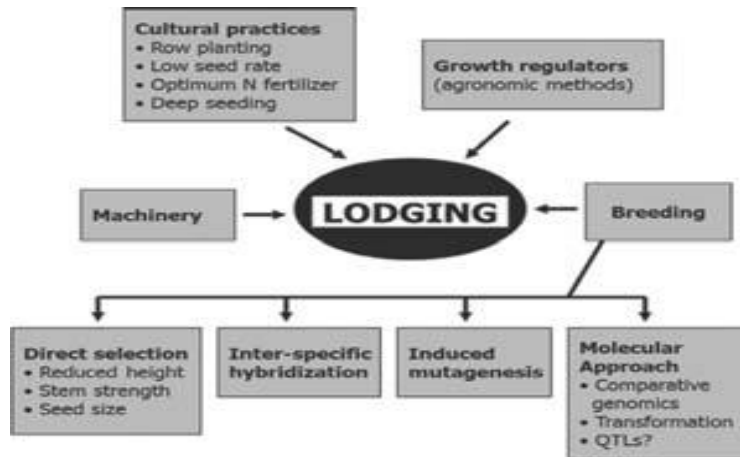 Cultural practices
• Row planting
• Low seed rate
• Optimum N fertilizer
• Deep seeding
Growth regulators
(agronomic methods)
Machinery
LODGING
Breeding
Direct selection
• Reduced height
• Stem strength
• Seed size
Inter-specific
hybridization
Induced
mutagenesis
Molecular
Approach
• Comparative
genomics
• Transformation
• QTLs?